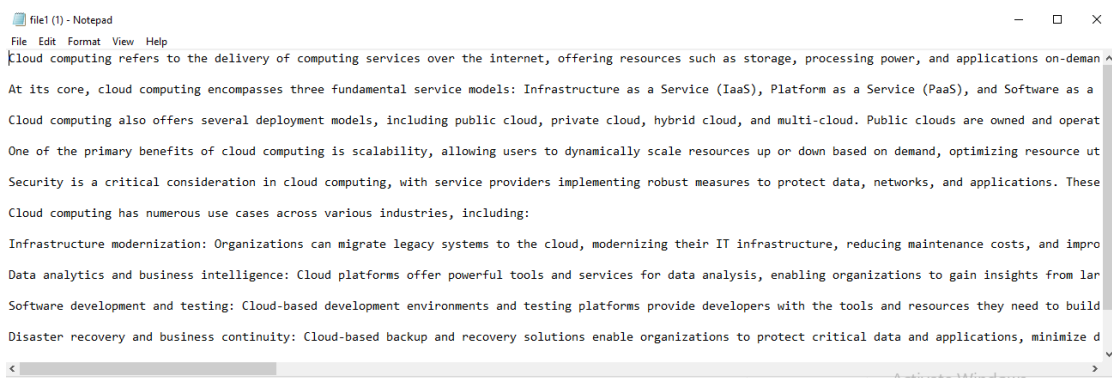 file1 (1) - Notepad
File Edit Format View Help
Cloud computing refers to the delivery of computing services over the internet, offering resources such as storage, processing power, and applications on-deman
At its core, cloud computing encompasses three fundamental service models: Infrastructure as a Service (IaaS), Platform as a Service (PaaS), and Software as a
Cloud computing also offers several deployment models, including public cloud, private cloud, hybrid cloud, and multi-cloud. Public clouds are owned and operat
One of the primary benefits of cloud computing is scalability, allowing users to dynamically scale resources up or down based on demand, optimizing resource ut
Security is a critical consideration in cloud computing, with service providers implementing robust measures to protect data, networks, and applications. These
Cloud computing has numerous use cases across various industries, including:
Infrastructure modernization: Organizations can migrate legacy systems to the cloud, modernizing their IT infrastructure, reducing maintenance costs, and impro
Data analytics and business intelligence: Cloud platforms offer powerful tools and services for data analysis, enabling organizations to gain insights from lar
Software development and testing: Cloud-based development environments and testing platforms provide developers with the tools and resources they need to build
Disaster recovery and business continuity: Cloud-based backup and recovery solutions enable organizations to protect critical data and applications, minimize d